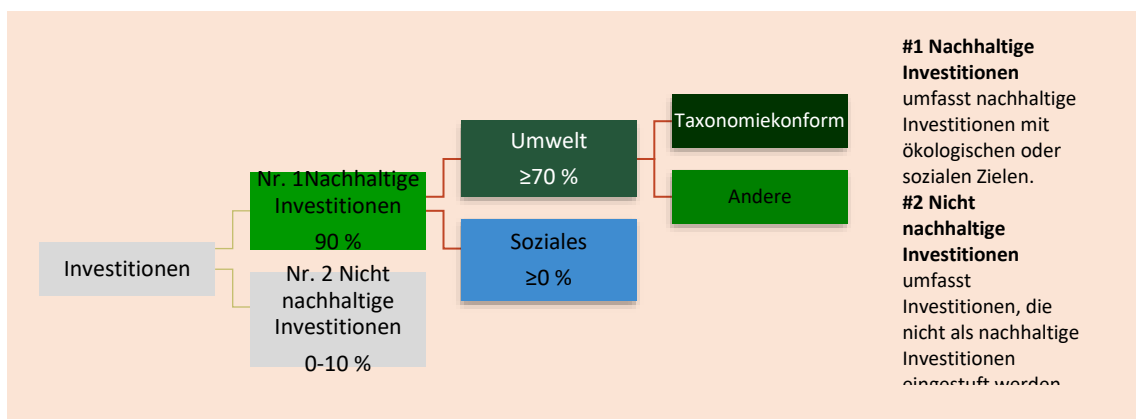 Investitionen
Nr. 1Nachhaltige
Investitionen
90 %
Nr. 2 Nicht
nachhaltige
Investitionen
0-10 %
Umwelt
≥70 %
Soziales
≥0 %
Taxonomiekonform
Andere
#1 Nachhaltige
Investitionen
umfasst nachhaltige
Investitionen mit
ökologischen oder
sozialen Zielen.
#2 Nicht
nachhaltige
Investitionen
umfasst
Investitionen, die
nicht als nachhaltige
Investitionen
eingestuft werden